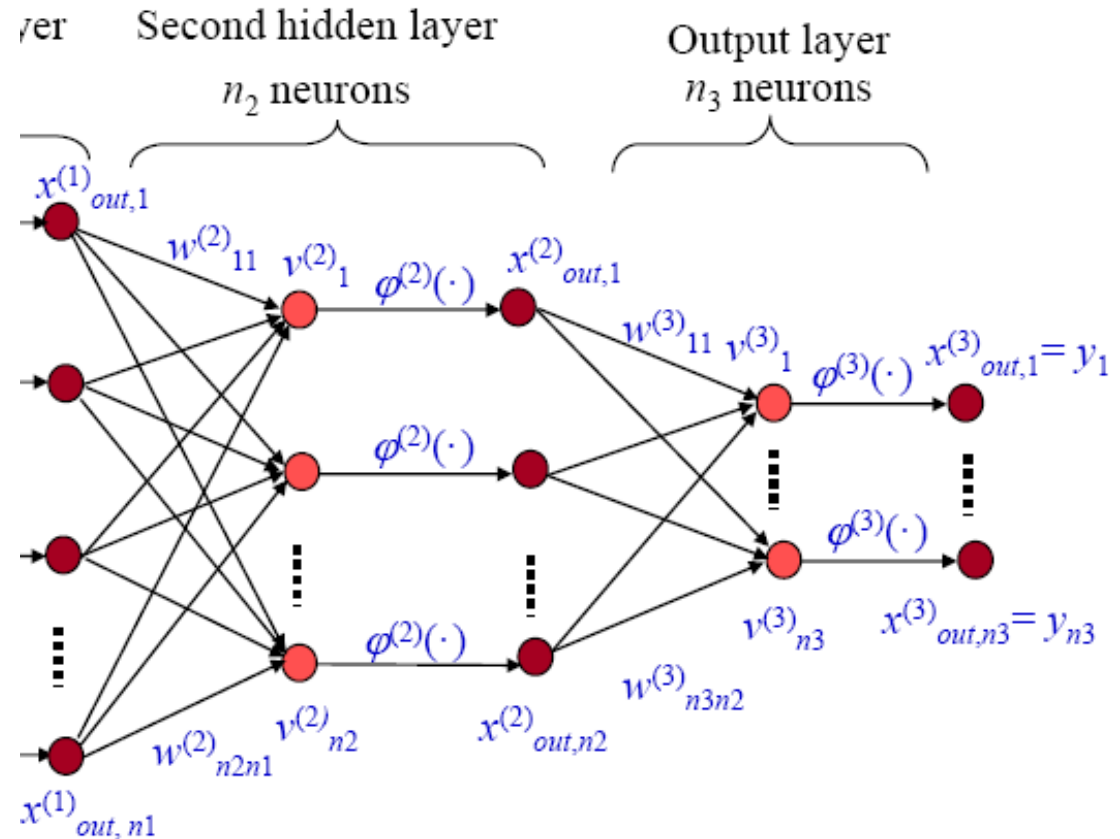 yer Second hidden layer Output layer
n₂ neurons n₃ neurons
x⁽¹⁾out,1
w⁽²⁾11 v⁽²⁾1 φ⁽²⁾(·) x⁽²⁾out,1
w⁽³⁾11 v⁽³⁾1 φ⁽³⁾(·) x⁽³⁾out,1= y1
φ⁽²⁾(·)
φ⁽³⁾(·)
φ⁽²⁾(·) v⁽³⁾n3 x⁽³⁾out,n3= yn3
w⁽²⁾n2n1 v⁽²⁾n2 x⁽²⁾out,n2 w⁽³⁾n3n2
x⁽¹⁾out, n1